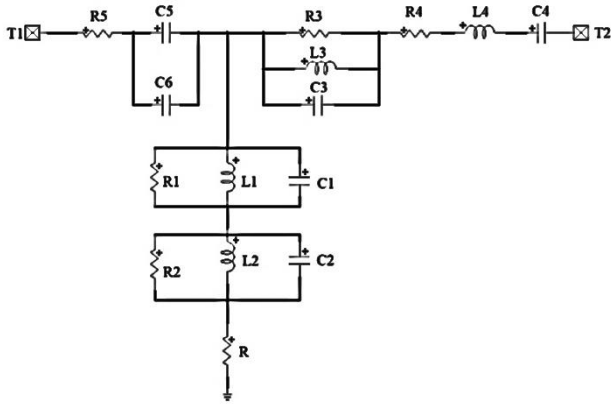 T1 R5 C5 R3 R4 L4 C4 T2
L3
C6 C3
R1 L1 C1
R2 L2 C2
R